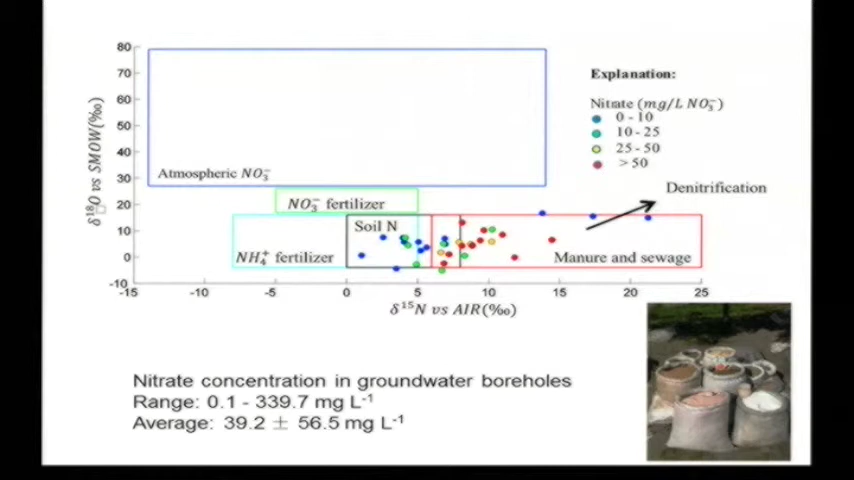 80
70
60
50
40
30
20
10
0
-10
-15
-10
-5
0
5
10
15
20
25
δ¹⁸O vs SMOW(‰)
δ¹⁵N vs AIR(‰)
Atmospheric NO₃⁻
NO₃⁻ fertilizer
Soil N
NH₄⁺ fertilizer
Manure and sewage
Denitrification
Explanation:
Nitrate (mg/L NO₃⁻)
0 - 10
10 - 25
25 - 50
> 50
Nitrate concentration in groundwater boreholes
Range: 0.1 - 339.7 mg L⁻¹
Average: 39.2 ± 56.5 mg L⁻¹